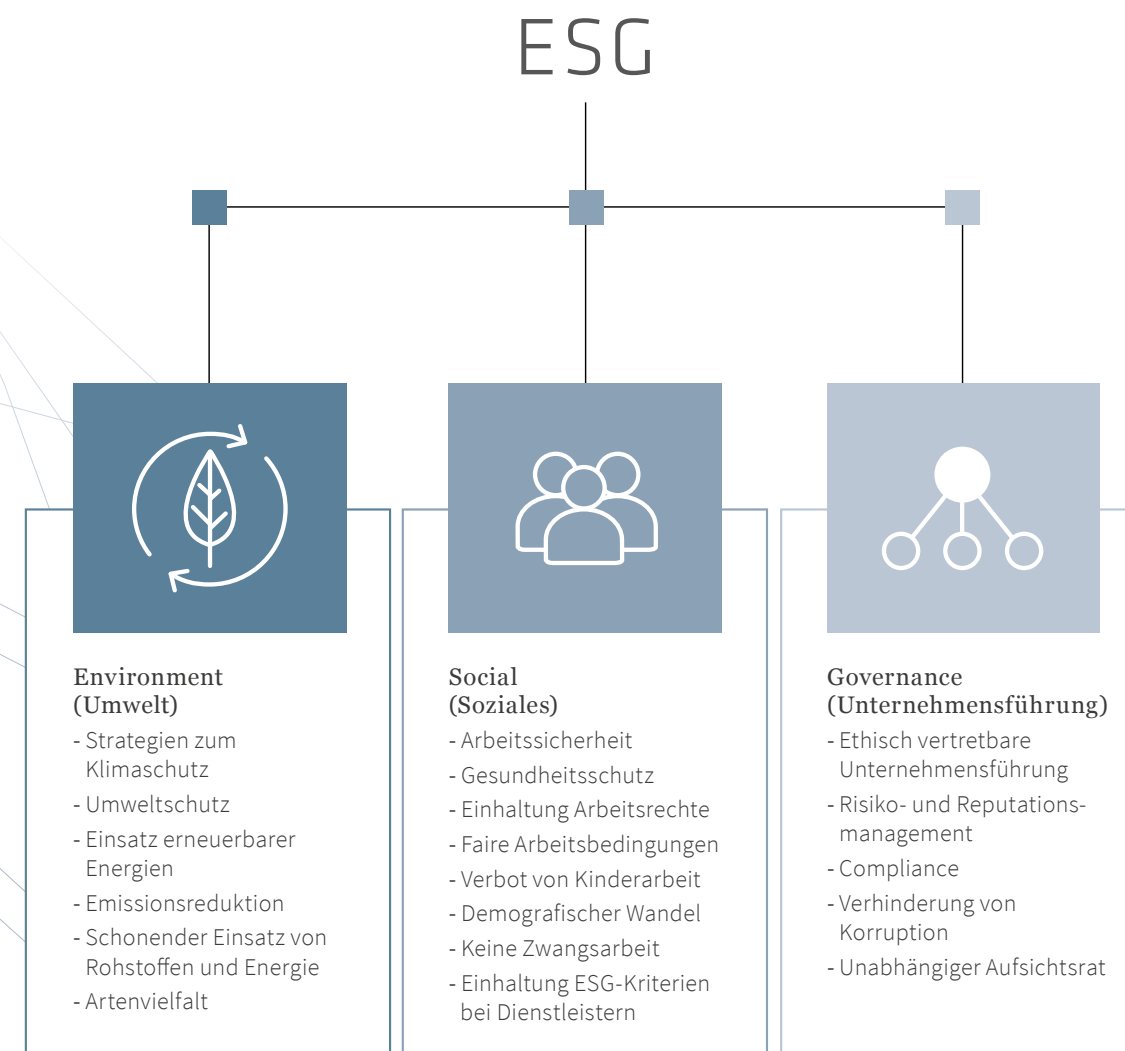 ESG
Environment
(Umwelt)
- Strategien zum
Klimaschutz
- Umweltschutz
- Einsatz erneuerbarer
Energien
- Emissionsreduktion
- Schonender Einsatz von
Rohstoffen und Energie
- Artenvielfalt
Social
(Soziales)
- Arbeitssicherheit
- Gesundheitsschutz
- Einhaltung Arbeitsrechte
- Faire Arbeitsbedingungen
- Verbot von Kinderarbeit
- Demografischer Wandel
- Keine Zwangsarbeit
- Einhaltung ESG-Kriterien
bei Dienstleistern
Governance
(Unternehmensführung)
- Ethisch vertretbare
Unternehmensführung
- Risiko- und Reputations-
management
- Compliance
- Verhinderung von
Korruption
- Unabhängiger Aufsichtsrat